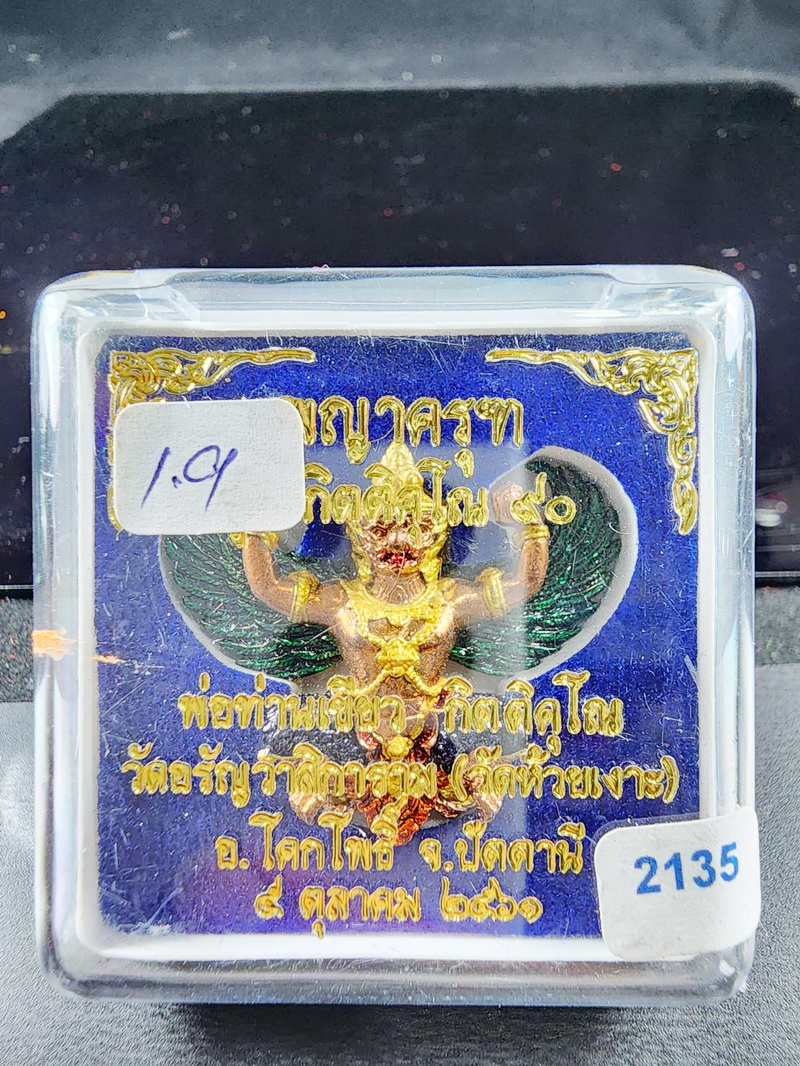 พญาครุฑ
1.9
กิตติคุโณ ๙๐
พ่อท่านเขียว กิตติคุโณ
วัดอรัญวาสิการาม (วัดห้วยเงาะ)
อ.โคกโพธิ์ จ.ปัตตานี
๕ ตุลาคม ๒๕๖๑
2135